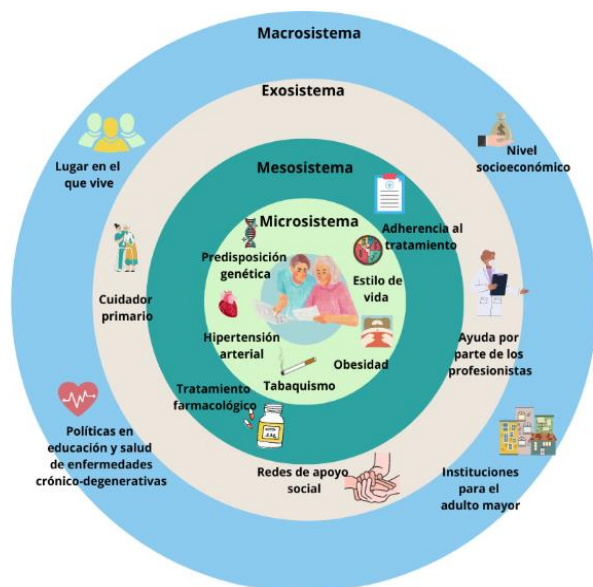 Macrosistema
Exosistema
Mesosistema
Microsistema
Lugar en el
que vive
Nivel
socioeconómico
Adherencia al
tratamiento
Predisposición
genética
Estilo de
vida
Cuidador
primario
Hipertensión
arterial
Obesidad
Ayuda por
parte de los
profesionistas
Tabaquismo
Tratamiento
farmacológico
Políticas en
educación y salud
de enfermedades
crónico-degenerativas
Redes de apoyo
social
Instituciones
para el
adulto mayor